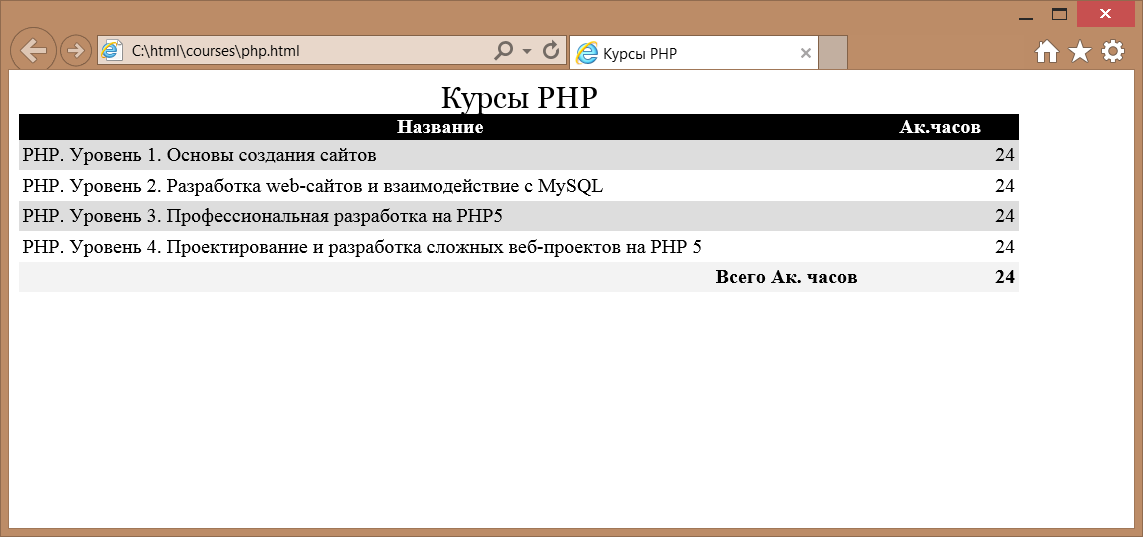 C:\html\courses\php.html
Курсы PHP
Курсы PHP
Название Ак.часов
PHP. Уровень 1. Основы создания сайтов 24
PHP. Уровень 2. Разработка web-сайтов и взаимодействие с MySQL 24
PHP. Уровень 3. Профессиональная разработка на PHP5 24
PHP. Уровень 4. Проектирование и разработка сложных веб-проектов на PHP 5 24
Всего Ак. часов 24